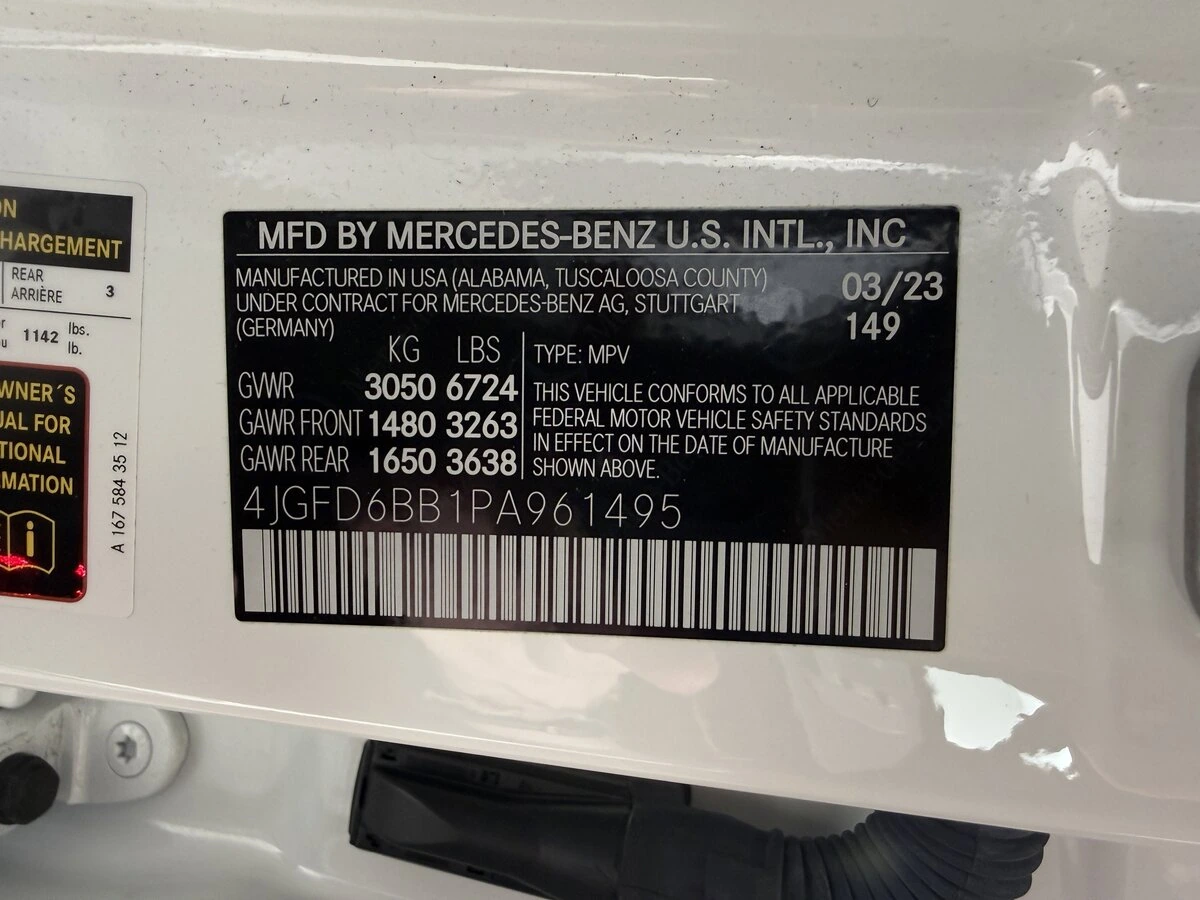 ON
CHARGEMENT
REAR
ARRIÈRE 3
1142 lbs.
lb.
WNER´S
UAL FOR
TIONAL
RMATION
i
A 167 584 35 12
MFD BY MERCEDES-BENZ U.S. INTL., INC
MANUFACTURED IN USA (ALABAMA, TUSCALOOSA COUNTY) 03/23
UNDER CONTRACT FOR MERCEDES-BENZ AG, STUTTGART
(GERMANY) 149
KG LBS
GVWR 3050 6724
GAWR FRONT 1480 3263
GAWR REAR 1650 3638
TYPE: MPV
THIS VEHICLE CONFORMS TO ALL APPLICABLE
FEDERAL MOTOR VEHICLE SAFETY STANDARDS
IN EFFECT ON THE DATE OF MANUFACTURE
SHOWN ABOVE.
4JGFD6BB1PA961495